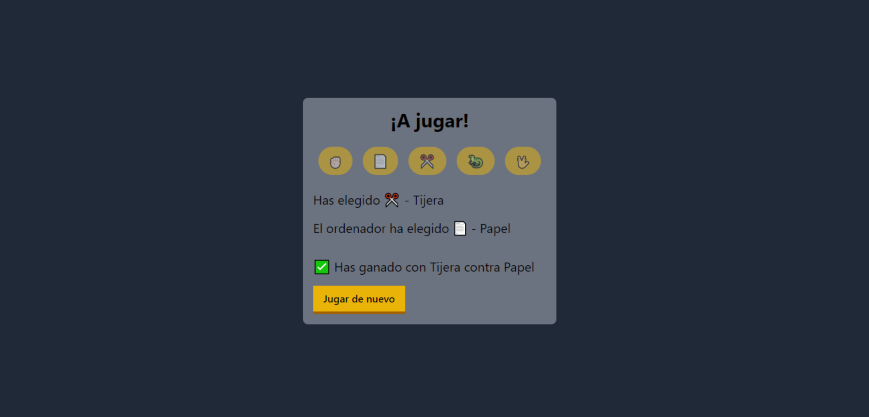 ¡A jugar!
Has elegido ✂️ - Tijera
El ordenador ha elegido 📄 - Papel
✅ Has ganado con Tijera contra Papel
Jugar de nuevo